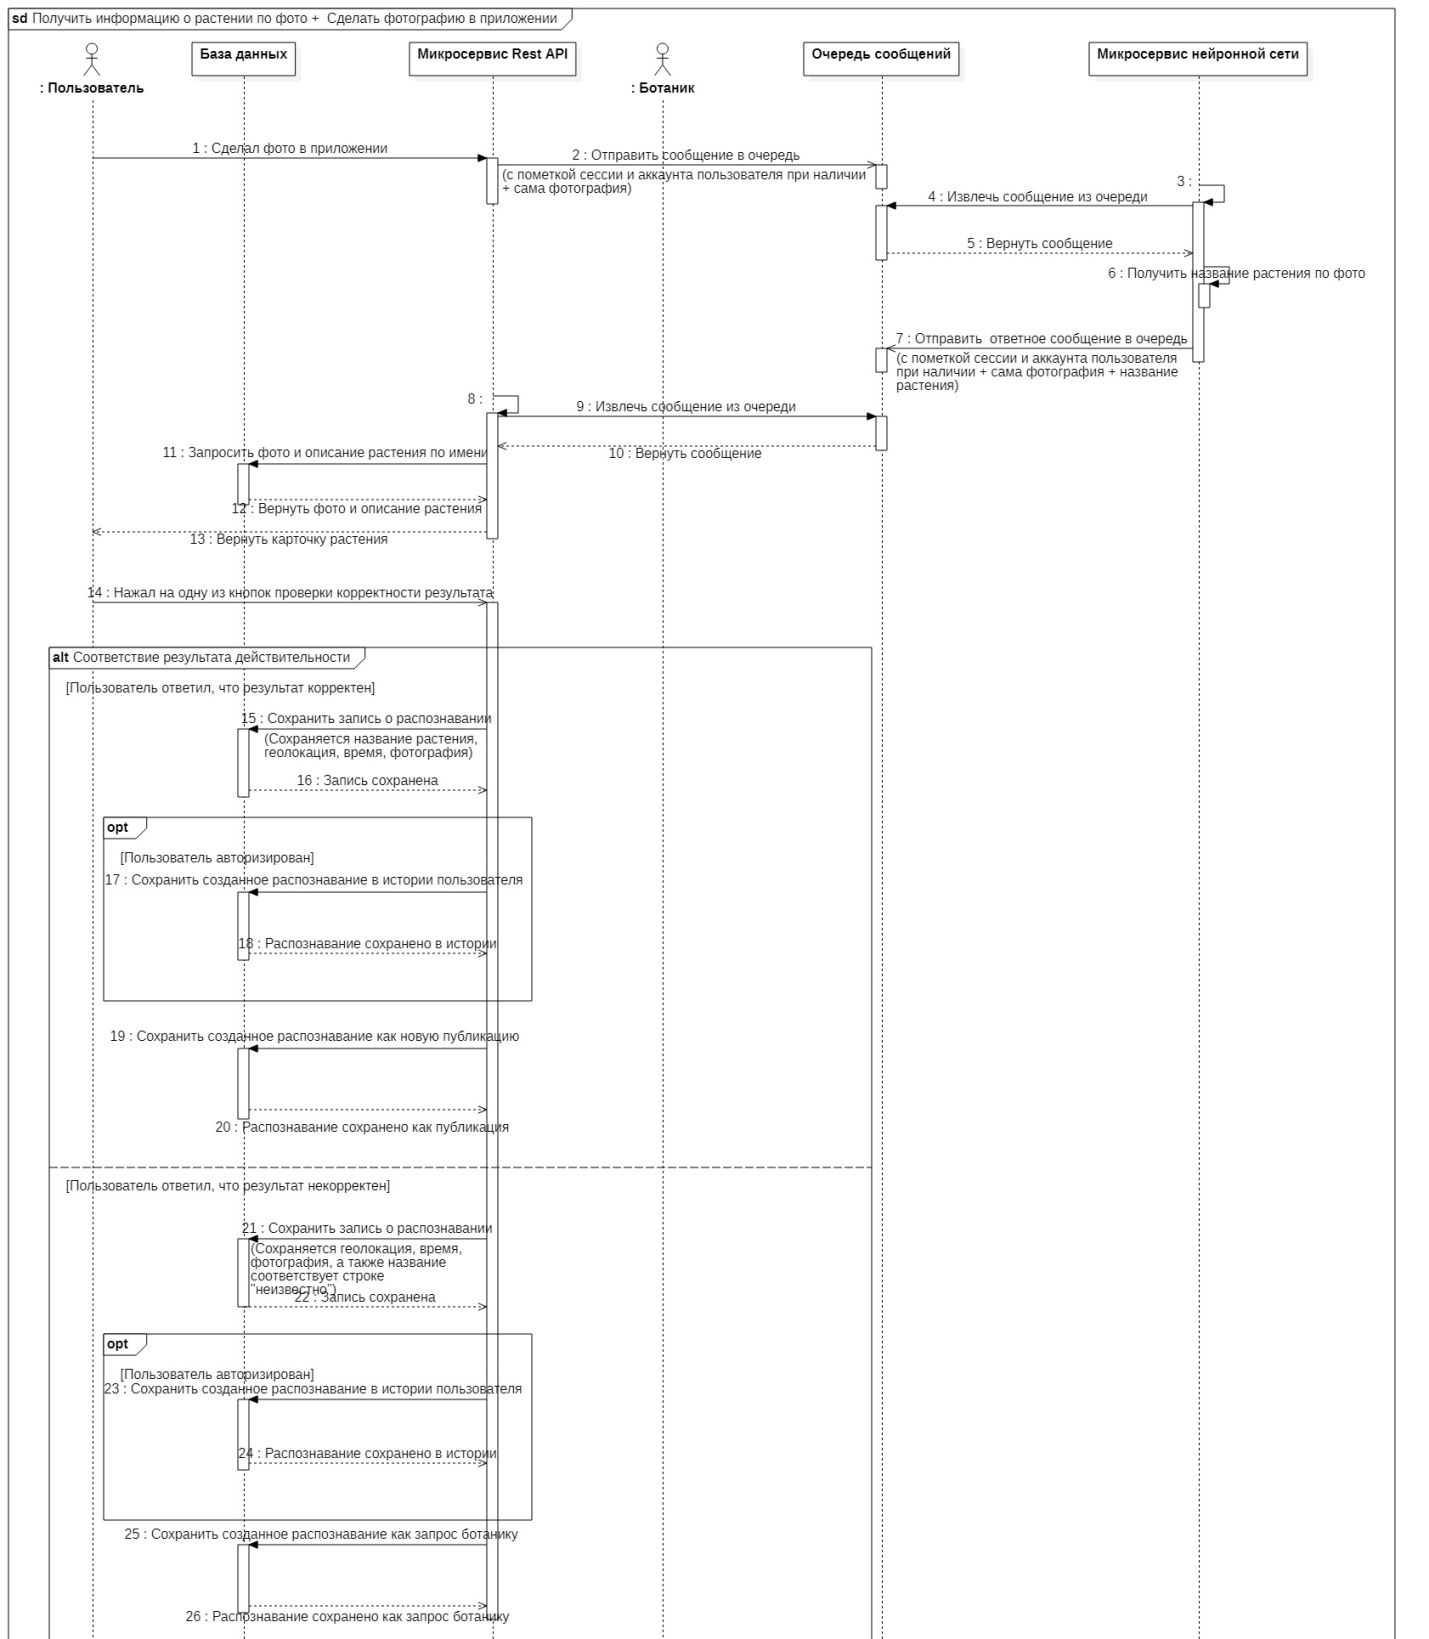 sd Получить информацию о растении по фото + Сделать фотографию в приложении
: Пользователь
База данных
Микросервис Rest API
: Ботаник
Очередь сообщений
Микросервис нейронной сети
1 : Сделал фото в приложении
2 : Отправить сообщение в очередь
(с пометкой сессии и аккаунта пользователя при наличии
+ сама фотография)
3 :
4 : Извлечь сообщение из очереди
5 : Вернуть сообщение
6 : Получить название растения по фото
7 : Отправить ответное сообщение в очередь
(с пометкой сессии и аккаунта пользователя
при наличии + сама фотография + название
растения)
8 :
9 : Извлечь сообщение из очереди
10 : Вернуть сообщение
11 : Запросить фото и описание растения по имени
12 : Вернуть фото и описание растения
13 : Вернуть карточку растения
14 : Нажал на одну из кнопок проверки корректности результата
alt Соответствие результата действительности
[Пользователь ответил, что результат корректен]
15 : Сохранить запись о распознавании
(Сохраняется название растения,
геолокация, время, фотография)
16 : Запись сохранена
opt
[Пользователь авторизирован]
17 : Сохранить созданное распознавание в истории пользователя
18 : Распознавание сохранено в истории
19 : Сохранить созданное распознавание как новую публикацию
20 : Распознавание сохранено как публикация
[Пользователь ответил, что результат некорректен]
21 : Сохранить запись о распознавании
(Сохраняется геолокация, время,
фотография, а также название
соответствует строке
"неизвестно")
22 : Запись сохранена
opt
[Пользователь авторизирован]
23 : Сохранить созданное распознавание в истории пользователя
24 : Распознавание сохранено в истории
25 : Сохранить созданное распознавание как запрос ботанику
26 : Распознавание сохранено как запрос ботанику